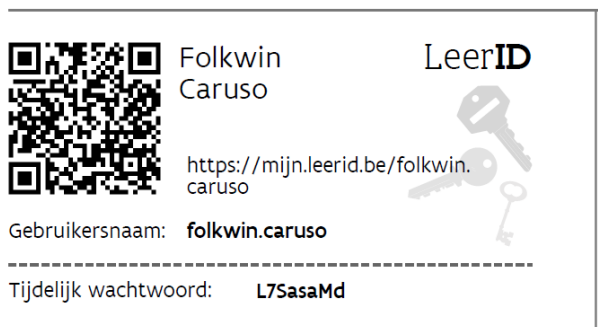 Folkwin
Caruso
LeerID
https://mijn.leerid.be/folkwin.
caruso
Gebruikersnaam: folkwin.caruso
Tijdelijk wachtwoord: L7SasaMd